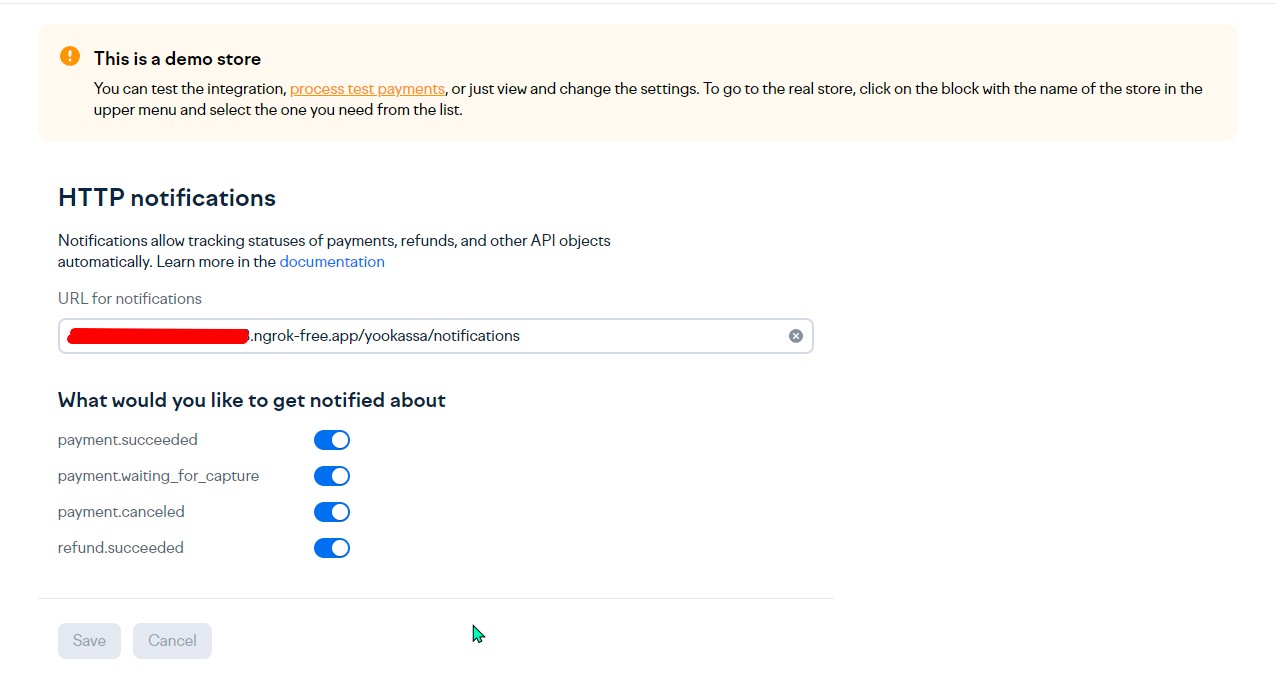 This is a demo store
You can test the integration, process test payments, or just view and change the settings. To go to the real store, click on the block with the name of the store in the
upper menu and select the one you need from the list.
HTTP notifications
Notifications allow tracking statuses of payments, refunds, and other API objects
automatically. Learn more in the documentation
URL for notifications
.ngrok-free.app/yookassa/notifications
What would you like to get notified about
payment.succeeded
payment.waiting_for_capture
payment.canceled
refund.succeeded
Save Cancel